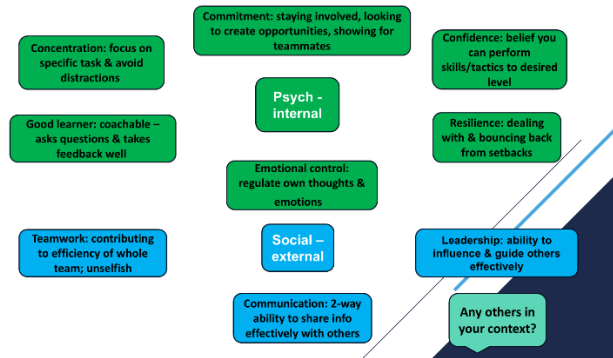 Commitment: staying involved, looking
to create opportunities, showing for
teammates
Concentration: focus on
specific task & avoid
distractions
Confidence: belief you
can perform
skills/tactics to desired
level
Psych -
internal
Good learner: coachable –
asks questions & takes
feedback well
Resilience: dealing
with & bouncing back
from setbacks
Emotional control:
regulate own thoughts &
emotions
Teamwork: contributing
to efficiency of whole
team; unselfish
Social –
external
Leadership: ability to
influence & guide others
effectively
Communication: 2-way
ability to share info
effectively with others
Any others in
your context?